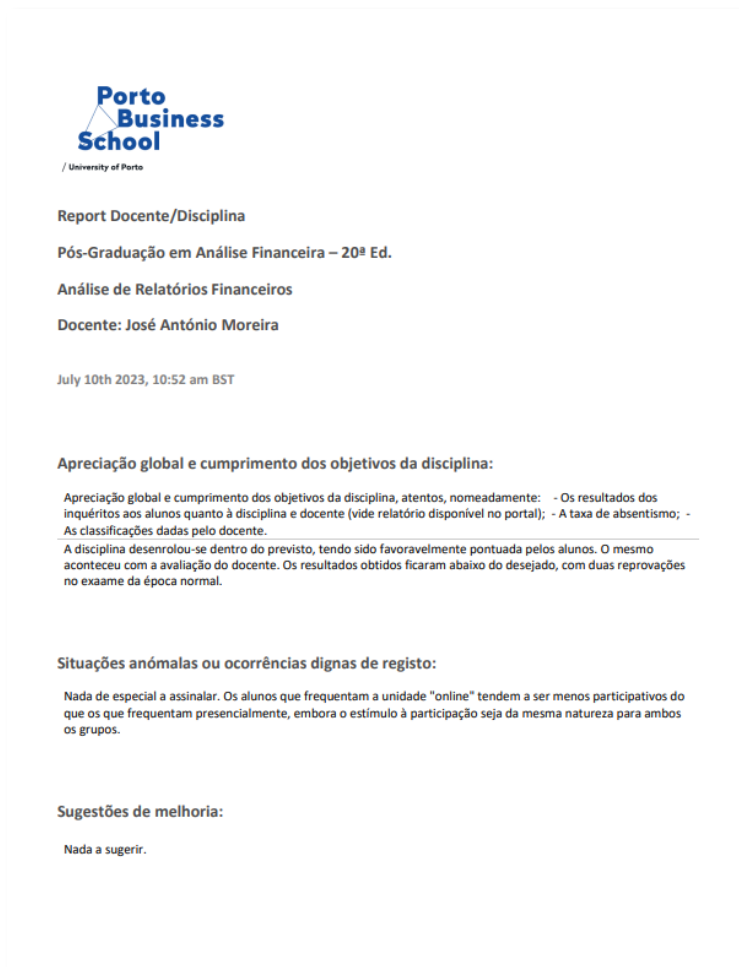 Porto
Business
School
/ University of Porto
Report Docente/Disciplina
Pós-Graduação em Análise Financeira – 20ª Ed.
Análise de Relatórios Financeiros
Docente: José António Moreira
July 10th 2023, 10:52 am BST
Apreciação global e cumprimento dos objetivos da disciplina:
Apreciação global e cumprimento dos objetivos da disciplina, atentos, nomeadamente: - Os resultados dos
inquéritos aos alunos quanto à disciplina e docente (vide relatório disponível no portal); - A taxa de absentismo; -
As classificações dadas pelo docente.
A disciplina desenrolou-se dentro do previsto, tendo sido favoravelmente pontuada pelos alunos. O mesmo
aconteceu com a avaliação do docente. Os resultados obtidos ficaram abaixo do desejado, com duas reprovações
no exaame da época normal.
Situações anómalas ou ocorrências dignas de registo:
Nada de especial a assinalar. Os alunos que frequentam a unidade "online" tendem a ser menos participativos do
que os que frequentam presencialmente, embora o estímulo à participação seja da mesma natureza para ambos
os grupos.
Sugestões de melhoria:
Nada a sugerir.